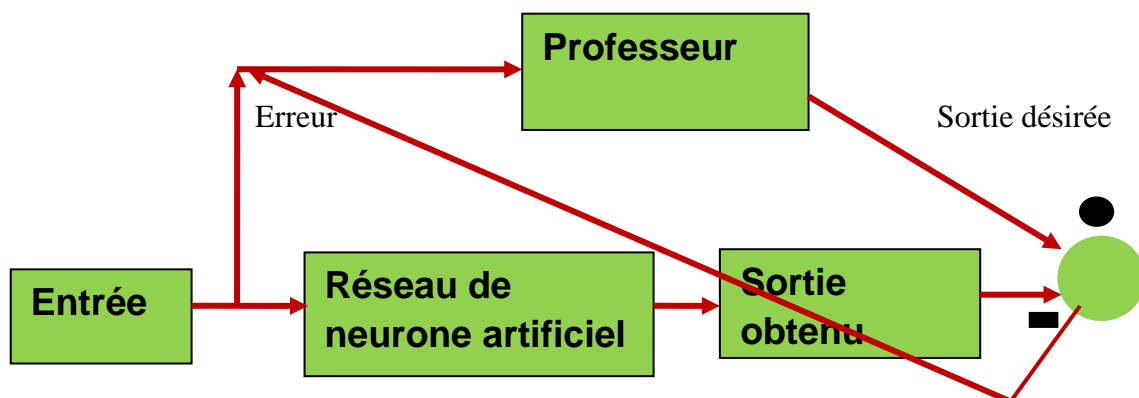 Professeur
Erreur
Sortie désirée
Entrée
Réseau de
neurone artificiel
Sortie
obtenu